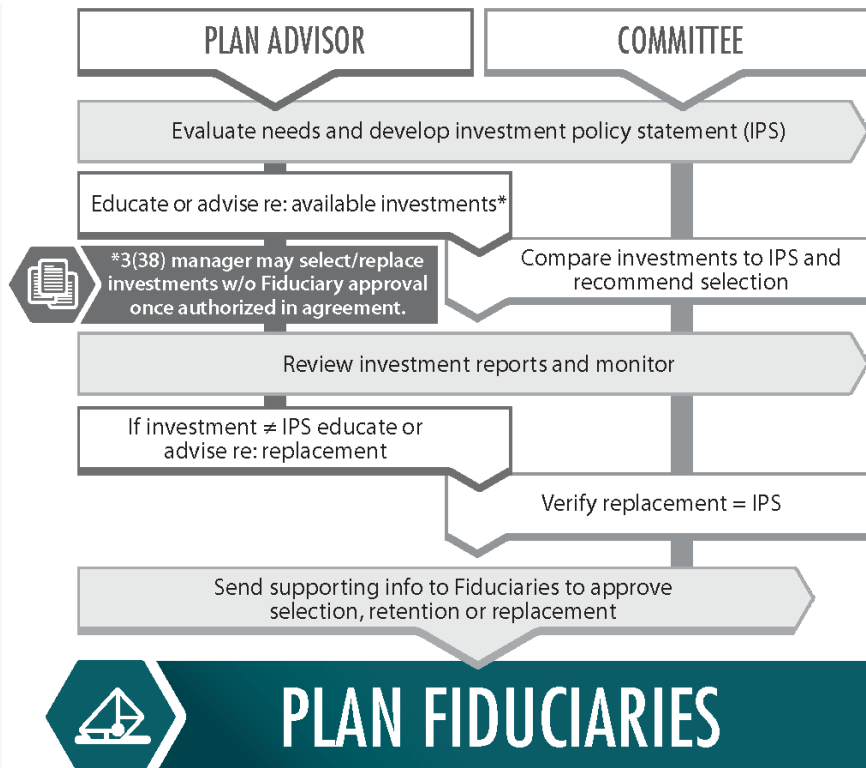 PLAN ADVISOR
COMMITTEE
Evaluate needs and develop investment policy statement (IPS)
Educate or advise re: available investments*
*3(38) manager may select/replace
investments w/o Fiduciary approval
once authorized in agreement.
Compare investments to IPS and
recommend selection
Review investment reports and monitor
If investment ≠ IPS educate or
advise re: replacement
Verify replacement = IPS
Send supporting info to Fiduciaries to approve
selection, retention or replacement
PLAN FIDUCIARIES